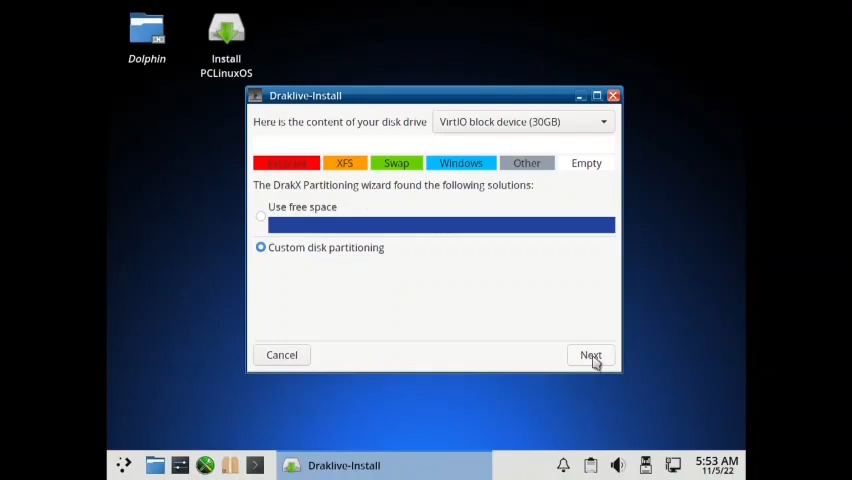 Dolphin
Install
PCLinuxOS
Draklive-Install
Here is the content of your disk drive
VirtIO block device (30GB)
XFS
Swap
Windows
Other
Empty
The DrakX Partitioning wizard found the following solutions:
Use free space
Custom disk partitioning
Cancel
Next
Draklive-Install
5:53 AM
11/5/22